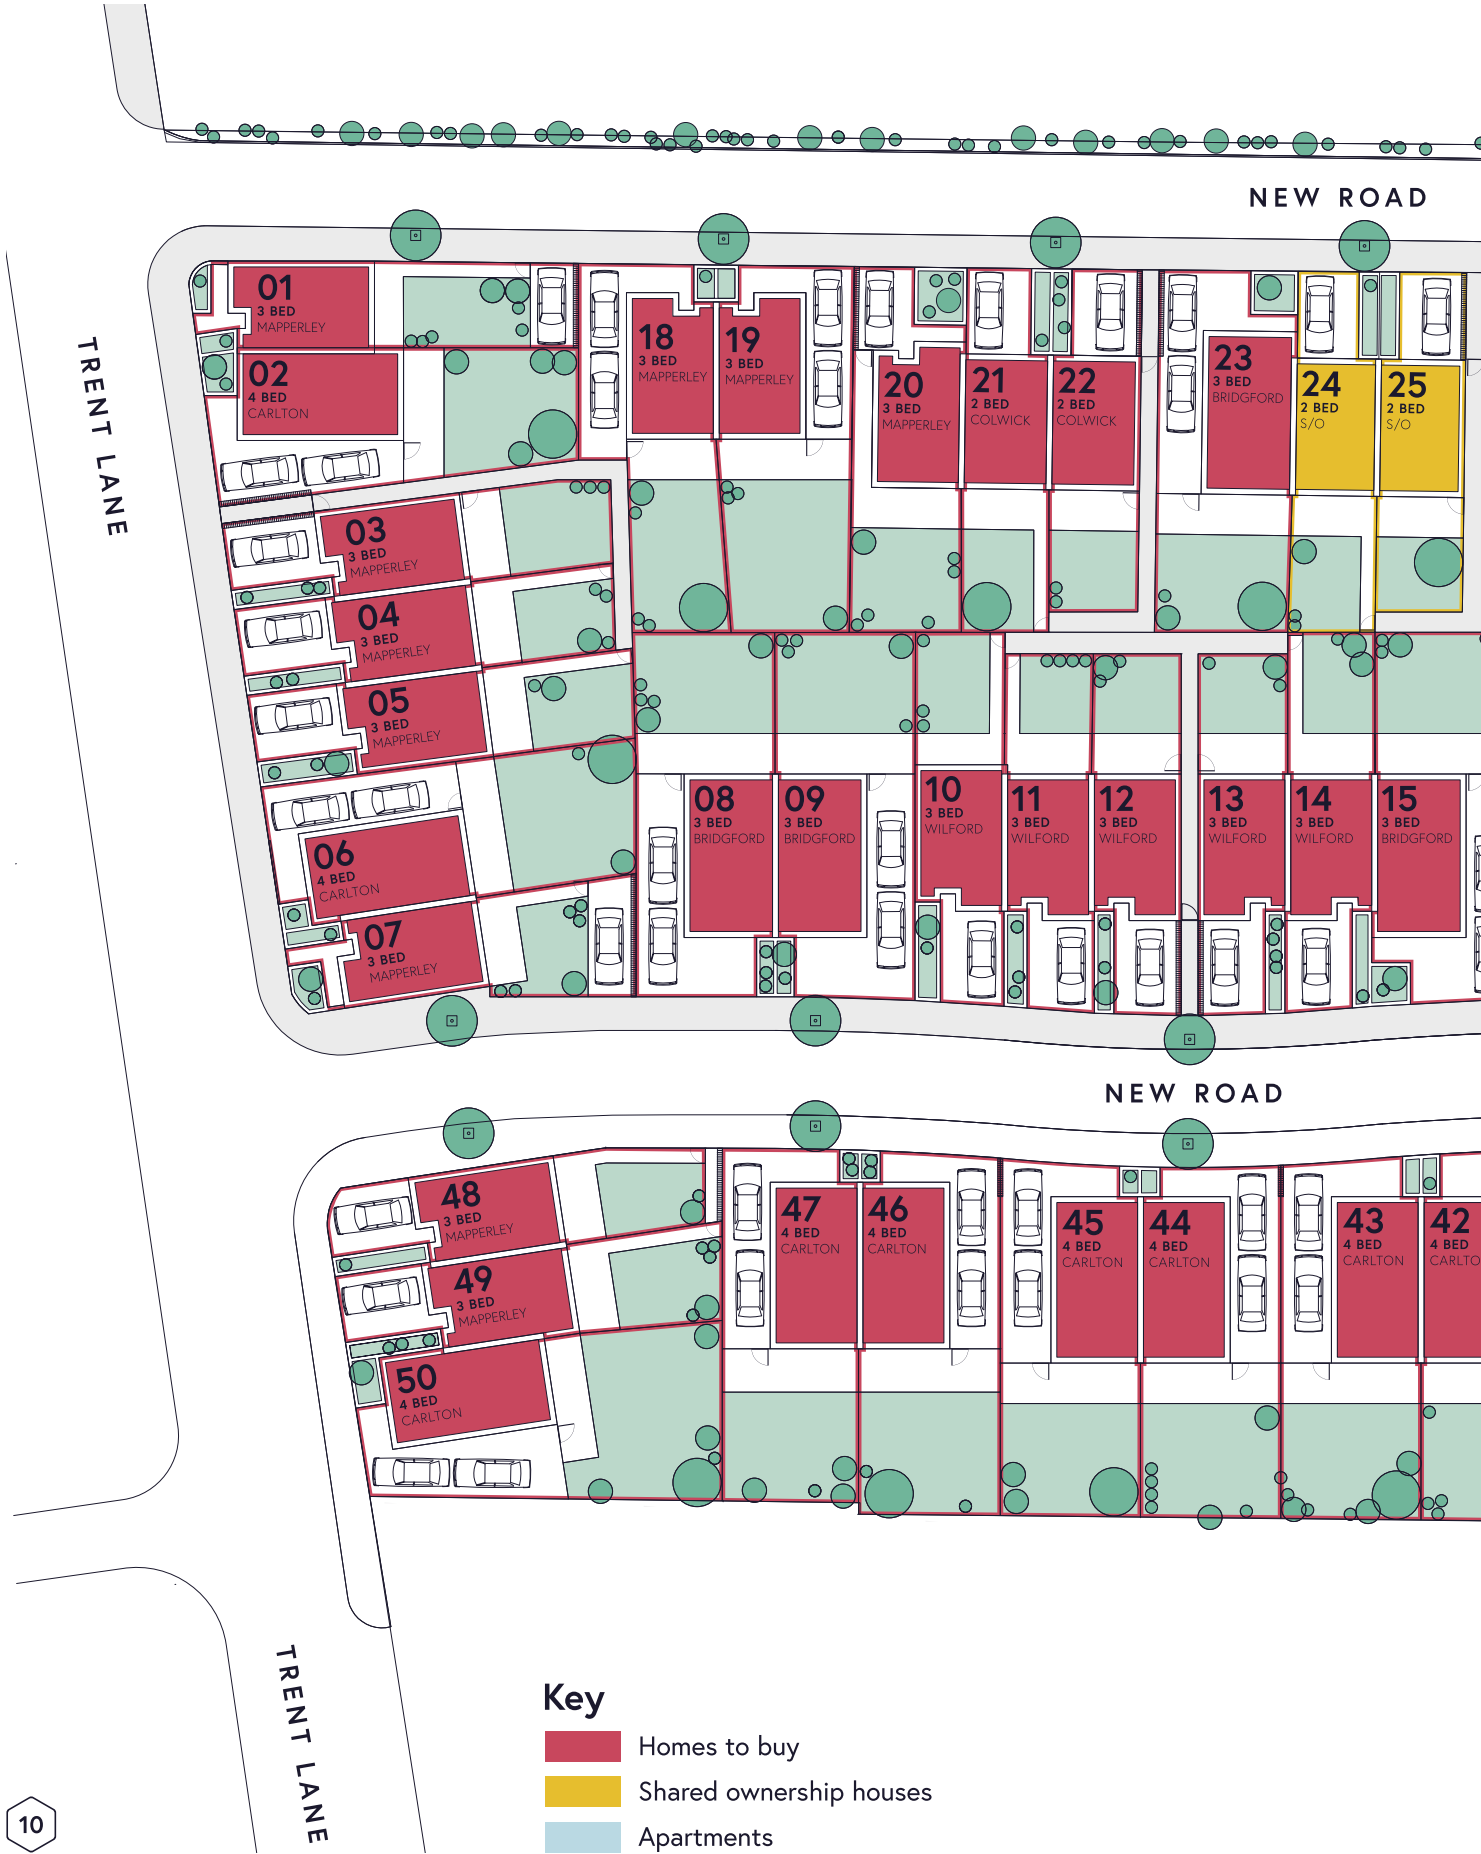 NEW ROAD
TRENT LANE
01
3 BED
MAPPERLEY
02
4 BED
CARLTON
18
3 BED
MAPPERLEY
19
3 BED
MAPPERLEY
20
3 BED
MAPPERLEY
21
2 BED
COLWICK
22
2 BED
COLWICK
23
3 BED
BRIDGFORD
24
2 BED
S/O
25
2 BED
S/O
03
3 BED
MAPPERLEY
04
3 BED
MAPPERLEY
05
3 BED
MAPPERLEY
06
4 BED
CARLTON
07
3 BED
MAPPERLEY
08
3 BED
BRIDGFORD
09
3 BED
BRIDGFORD
10
3 BED
WILFORD
11
3 BED
WILFORD
12
3 BED
WILFORD
13
3 BED
WILFORD
14
3 BED
WILFORD
15
3 BED
BRIDGFORD
NEW ROAD
48
3 BED
MAPPERLEY
49
3 BED
MAPPERLEY
50
4 BED
CARLTON
47
4 BED
CARLTON
46
4 BED
CARLTON
45
4 BED
CARLTON
44
4 BED
CARLTON
43
4 BED
CARLTON
42
4 BED
CARLTO
TRENT LANE
Key
Homes to buy
Shared ownership houses
Apartments
10